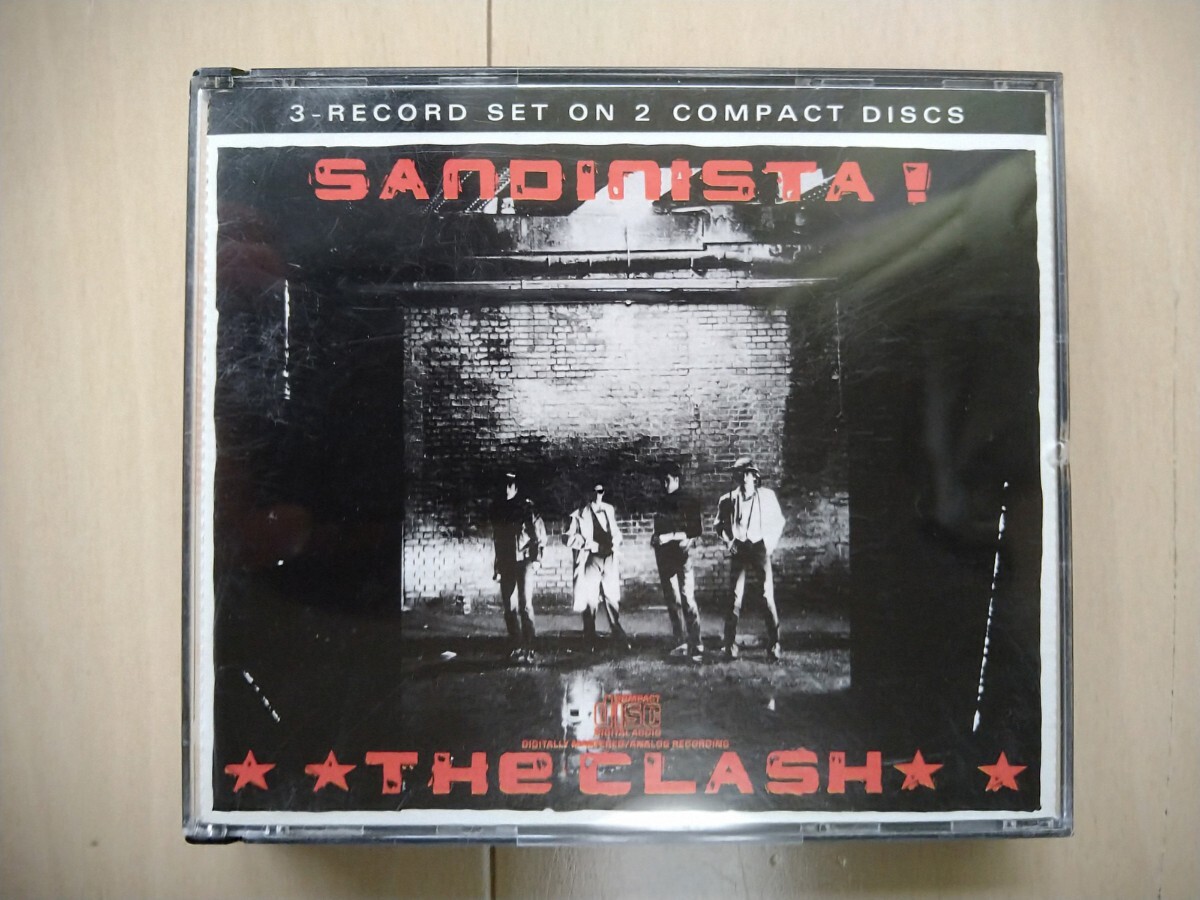 3-RECORD SET ON 2 COMPACT DISCS
SANDINISTA!
COMPACT
disc
DIGITAL AUDIO
DIGITALLY MASTERED/ANALOG RECORDING
★ ★THE CLASH★ ★